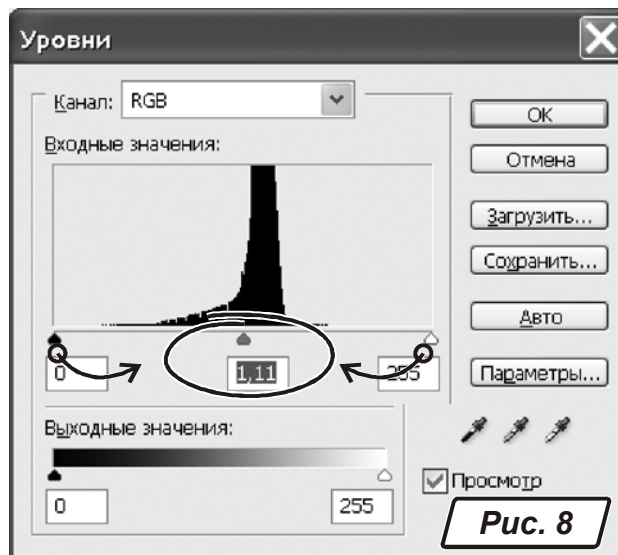 Уровни
Канал: RGB
OK
Входные значения:
Отмена
Загрузить...
Сохранить...
Авто
0 1,11 255
Параметры...
Выходные значения:
Просмотр
0 255
Рис. 8